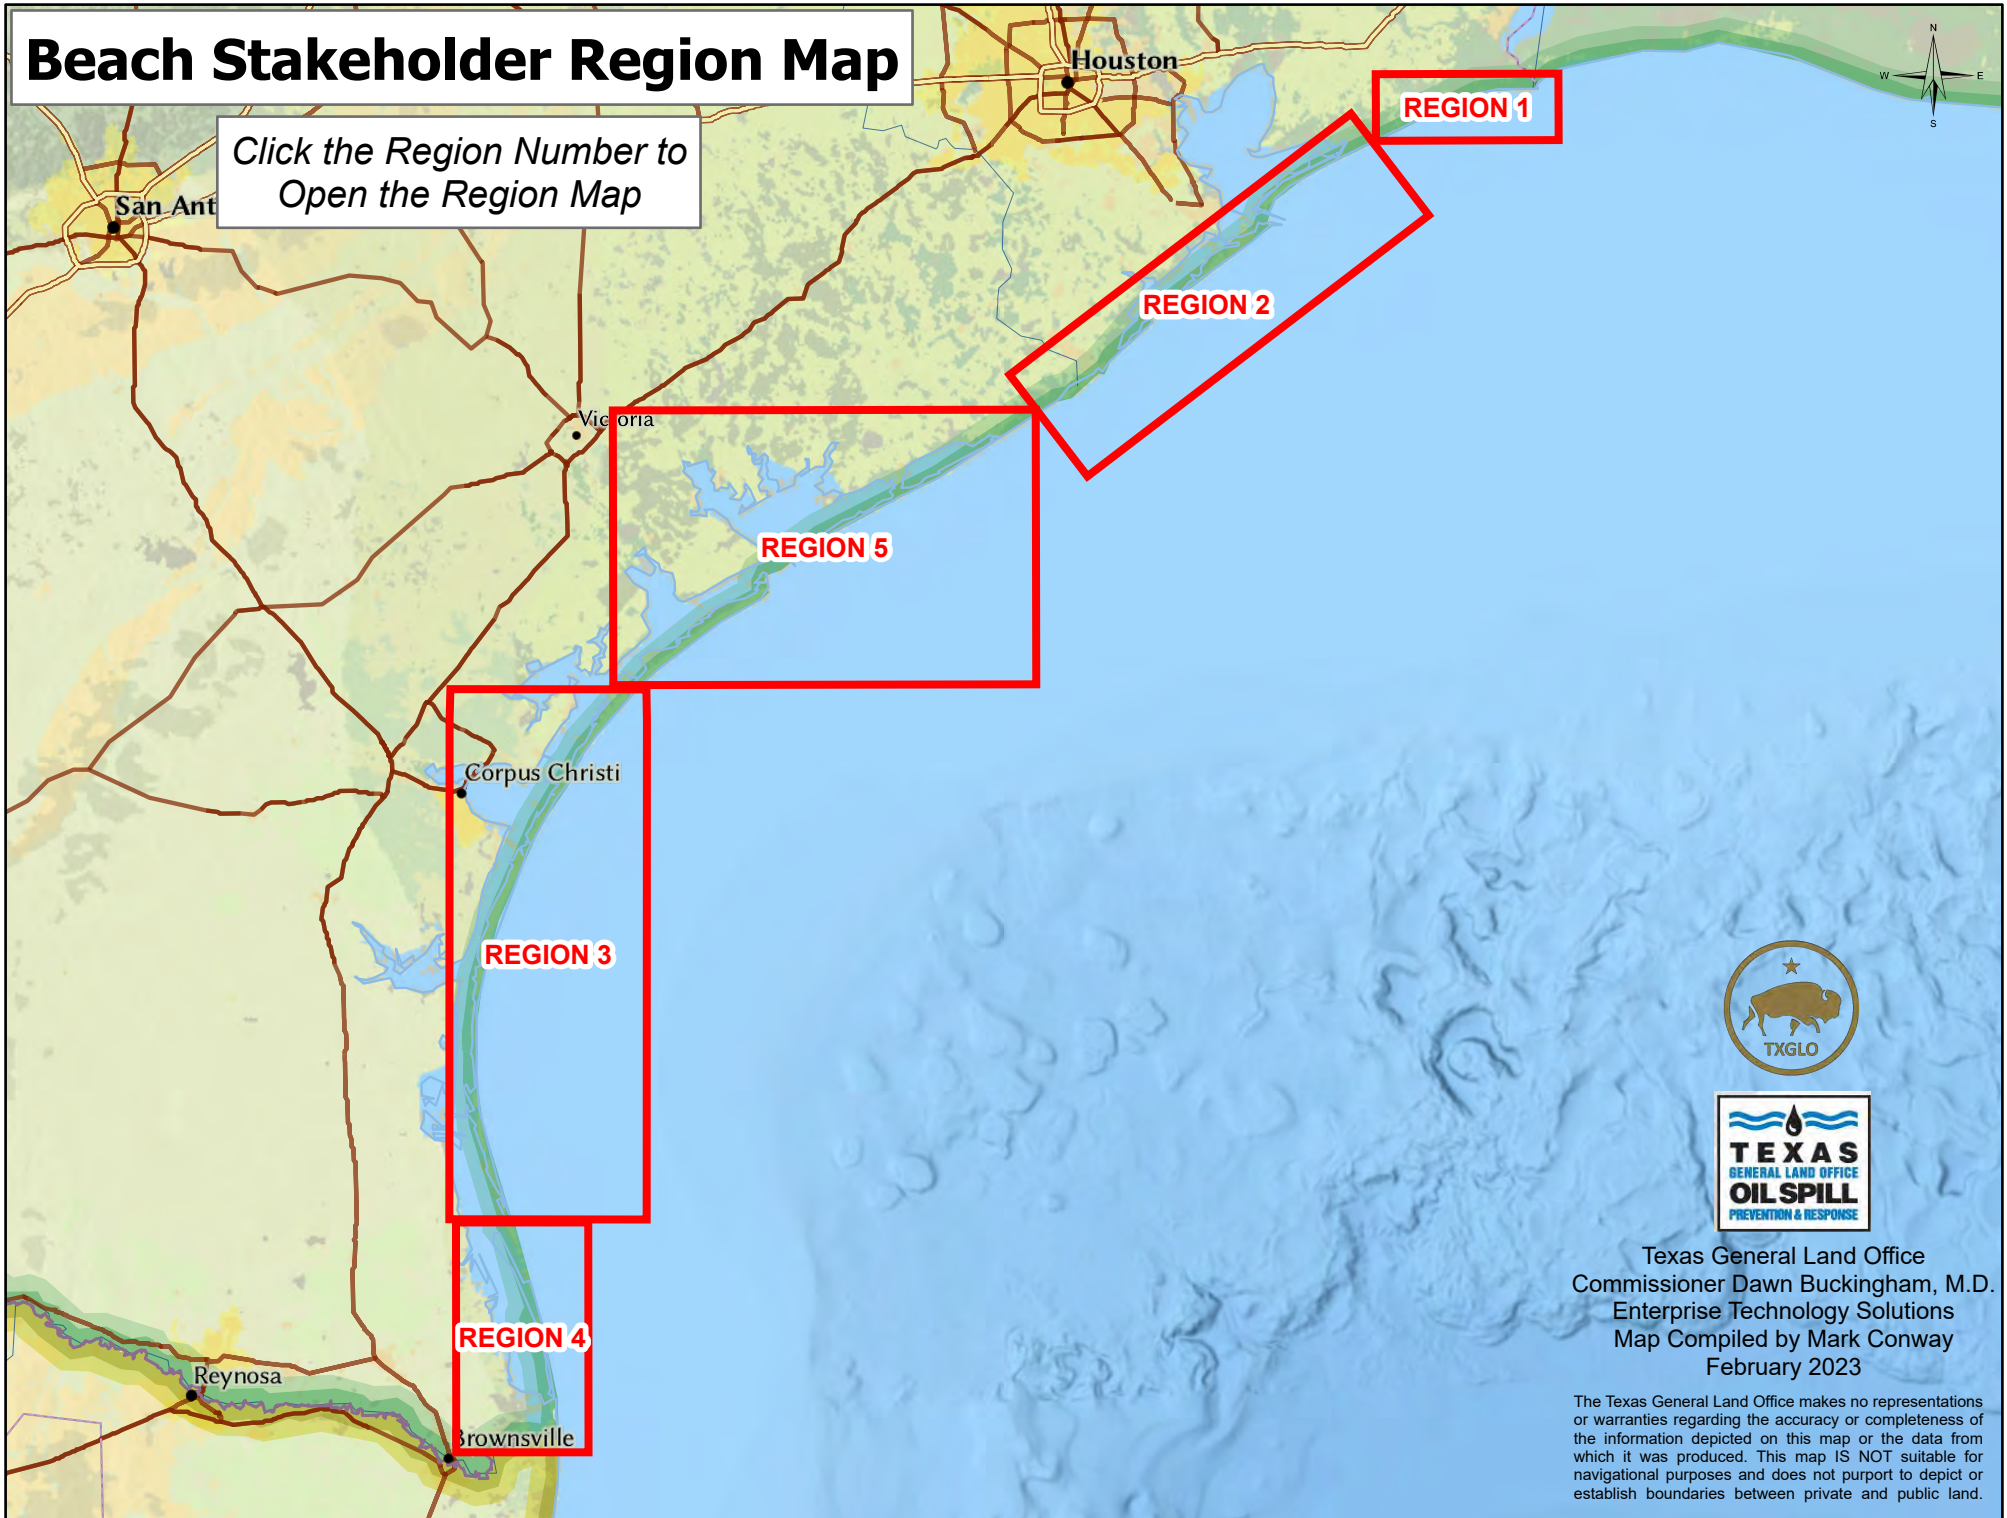 Beach Stakeholder Region Map
Click the Region Number to
Open the Region Map
N
W
E
S
Houston
REGION 1
San Ant
REGION 2
Victoria
REGION 5
Corpus Christi
REGION 3
TXGLO
TEXAS
GENERAL LAND OFFICE
OIL SPILL
PREVENTION & RESPONSE
REGION 4
Reynosa
Brownsville
Texas General Land Office
Commissioner Dawn Buckingham, M.D.
Enterprise Technology Solutions
Map Compiled by Mark Conway
February 2023
The Texas General Land Office makes no representations
or warranties regarding the accuracy or completeness of
the information depicted on this map or the data from
which it was produced. This map IS NOT suitable for
navigational purposes and does not purport to depict or
establish boundaries between private and public land.